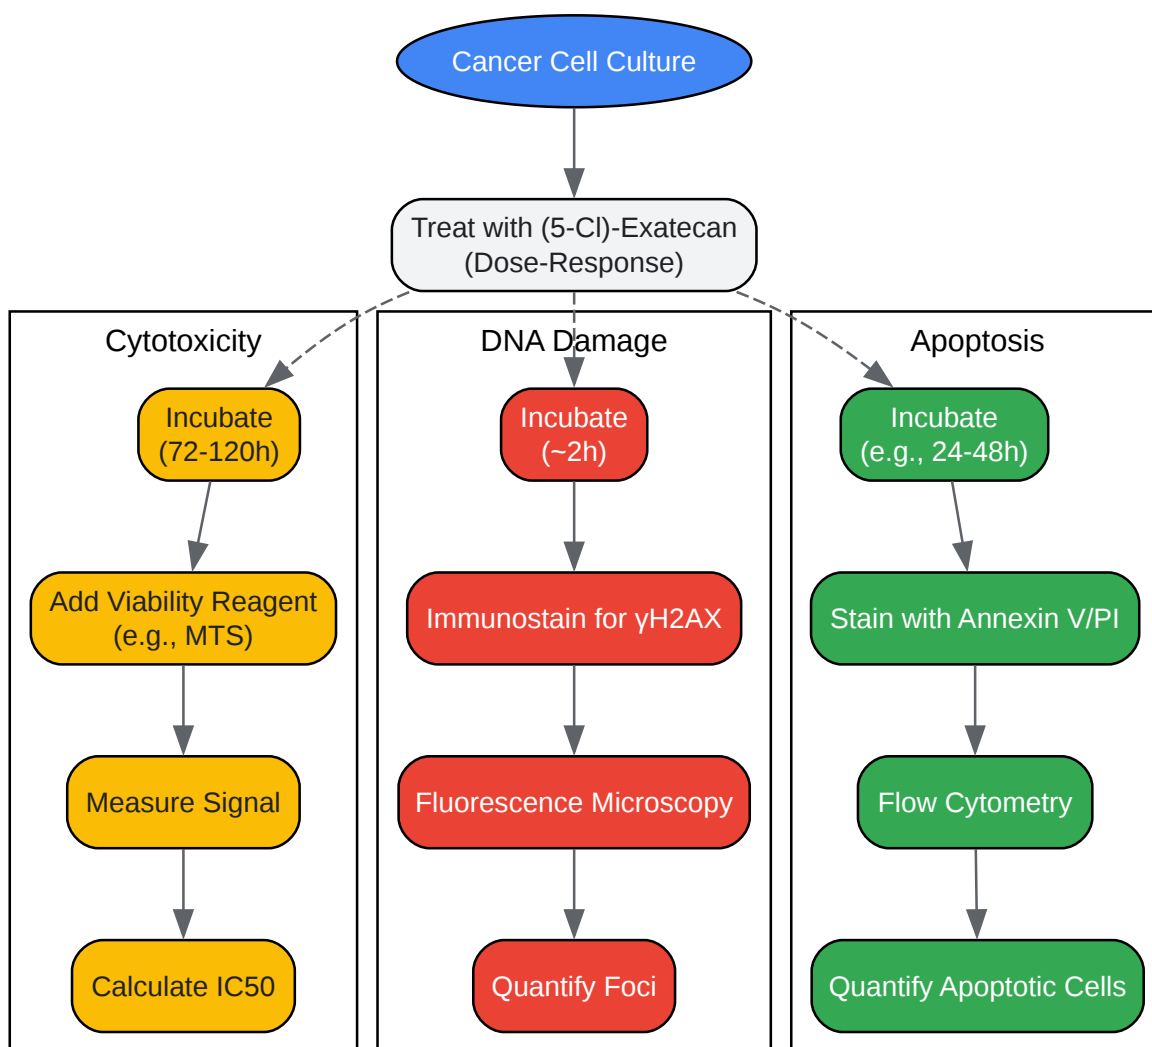 Cancer Cell Culture
Treat with (5-Cl)-Exatecan
(Dose-Response)
Cytotoxicity
Incubate
(72-120h)
Add Viability Reagent
(e.g., MTS)
Measure Signal
Calculate IC50
DNA Damage
Incubate
(~2h)
Immunostain for γH2AX
Fluorescence Microscopy
Quantify Foci
Apoptosis
Incubate
(e.g., 24-48h)
Stain with Annexin V/PI
Flow Cytometry
Quantify Apoptotic Cells